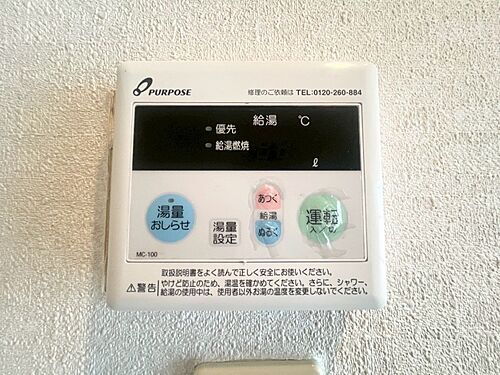 PURPOSE
修理のご依頼は TEL:0120-260-884
給湯 ℃
優先
給湯燃焼
ℓ
湯量
おしらせ
湯量
設定
あつく
給湯
ぬるく
運転
入/切
MC-100
取扱説明書をよく読んで正しく安全にお使いください。
⚠警告 やけど防止のため、湯温を確かめてください。さらに、シャワー、
給湯の使用中は、使用者以外お湯の温度を変更しないでください。